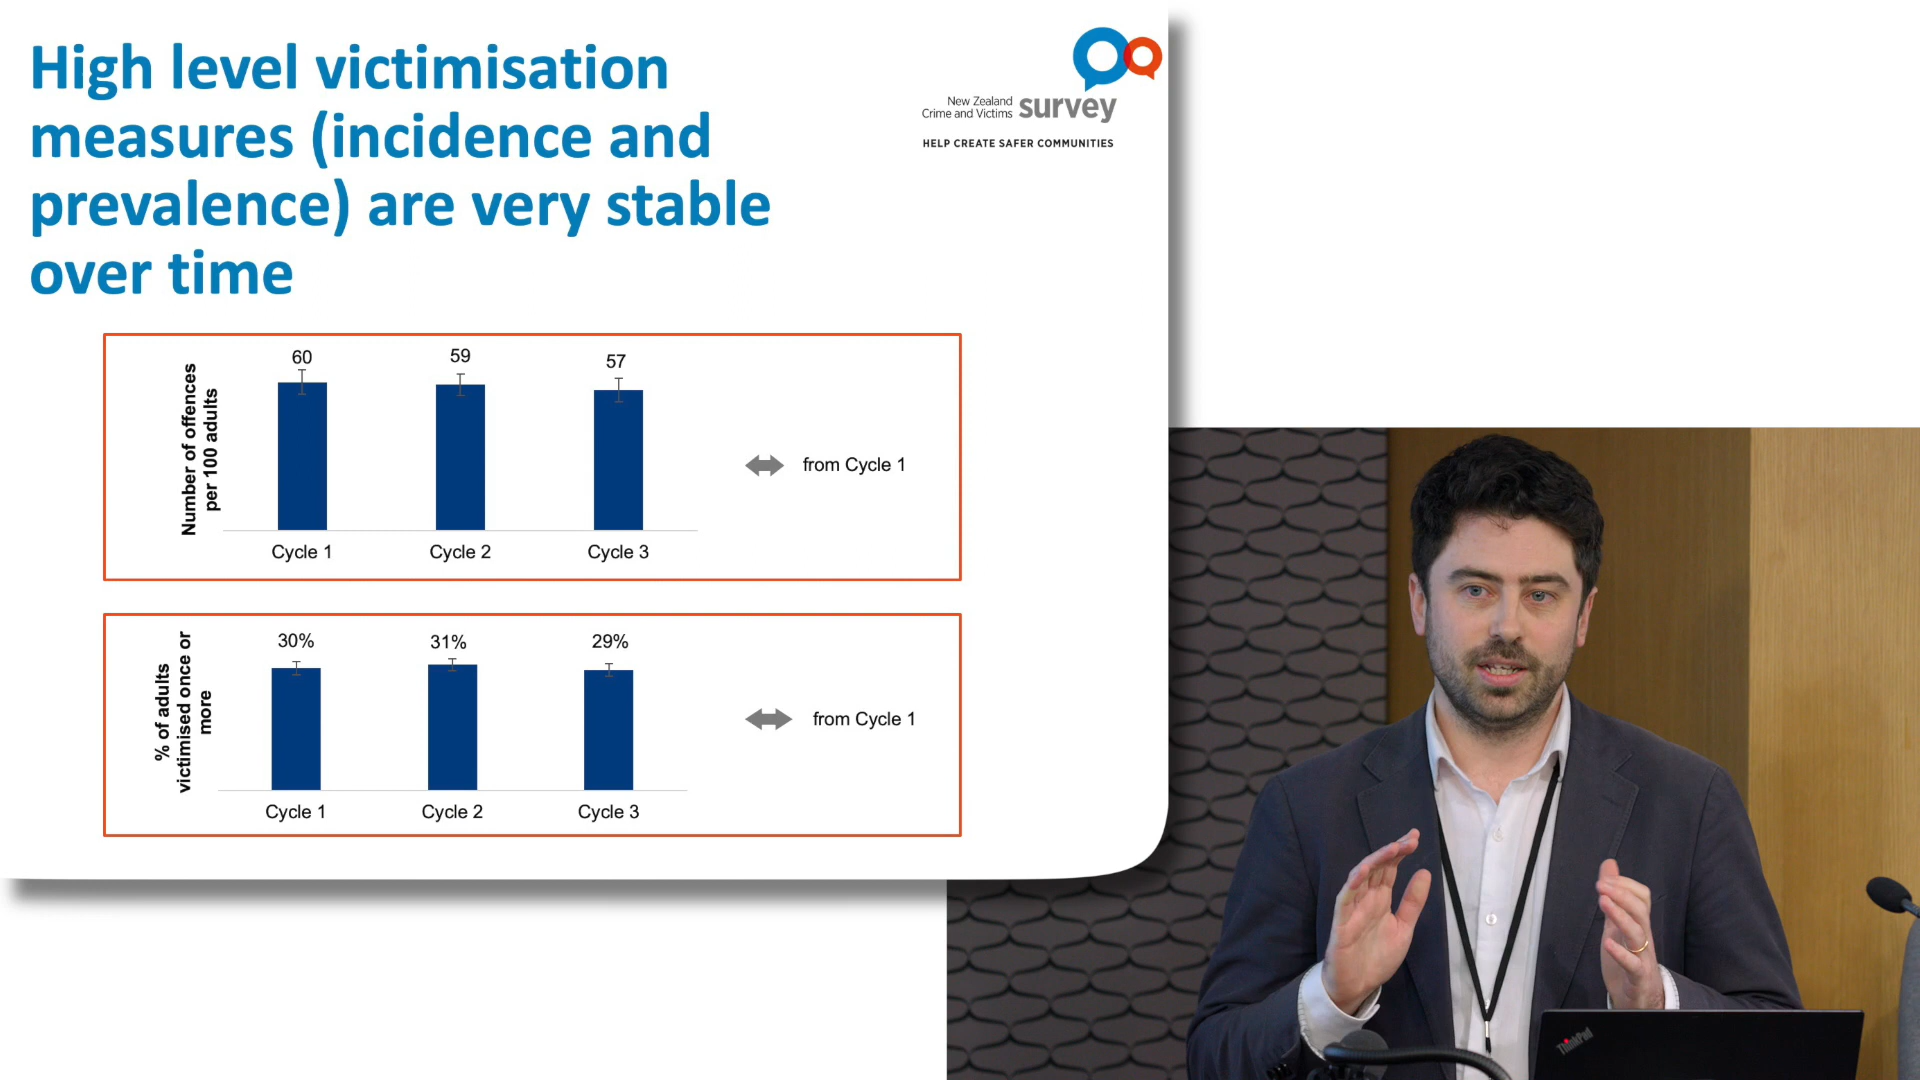 High level victimisation
measures (incidence and
prevalence) are very stable
over time
New Zealand
Crime and Victims survey
HELP CREATE SAFER COMMUNITIES
Number of offences
per 100 adults
60
59
57
Cycle 1
Cycle 2
Cycle 3
from Cycle 1
% of adults
victimised once or
more
30%
31%
29%
Cycle 1
Cycle 2
Cycle 3
from Cycle 1
ThinkPad